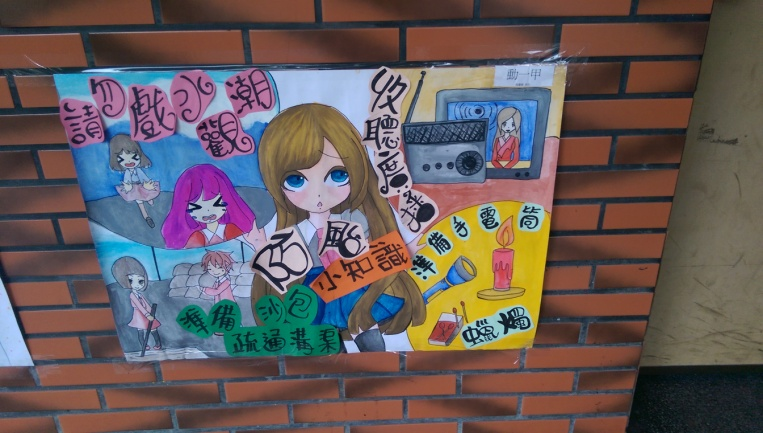 請勿戲水觀潮
收聽廣播
動一甲
防颱
小知識
準備手電筒
蠟燭
準備沙包
疏通溝渠